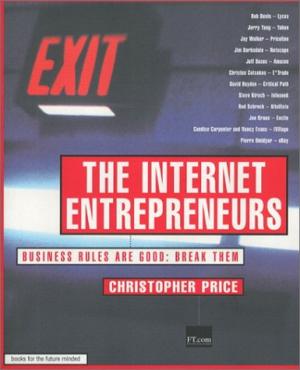 EXIT
Bob Davis – Lycos
Jerry Yang – Yahoo
Jay Walker – Priceline
Jim Barksdale – Netscape
Jeff Bezos – Amazon
Christos Cotsakos – E*Trade
David Hayden – Critical Path
Steve Kirsch – Infoseek
Rod Schrock – AltaVista
Joe Kraus – Excite
Candice Carpenter and Nancy Evans – iVillage
Pierre Omidyar – eBay
THE INTERNET
ENTREPRENEURS
BUSINESS RULES ARE GOOD: BREAK THEM
CHRISTOPHER PRICE
FT.com
books for the future minded